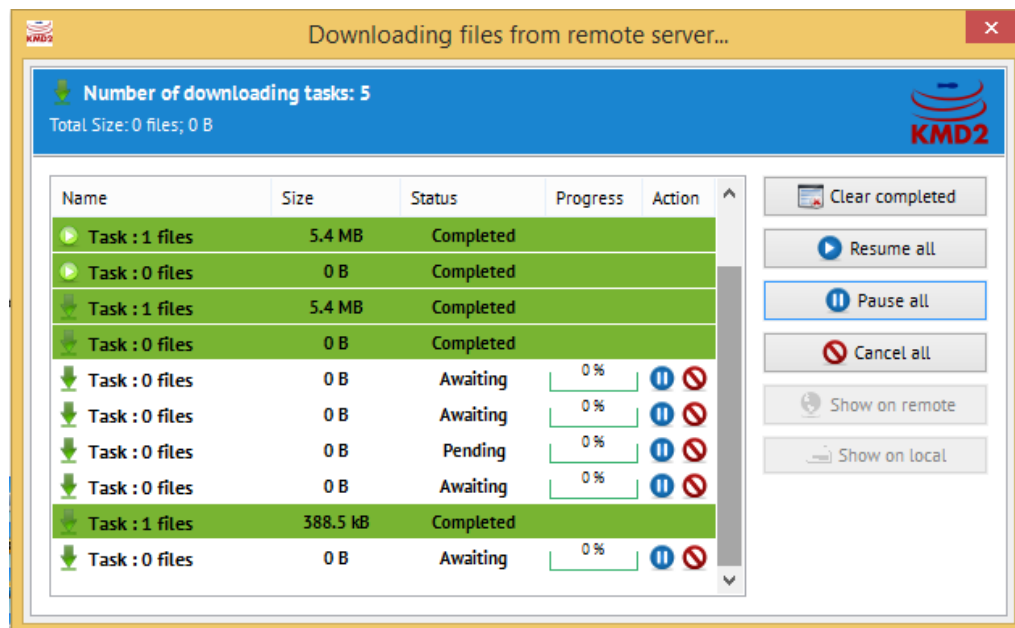 KMD2
Downloading files from remote server...
Number of downloading tasks: 5
Total Size: 0 files; 0 B
KMD2
Name Size Status Progress Action
Task : 1 files 5.4 MB Completed
Task : 0 files 0 B Completed
Task : 1 files 5.4 MB Completed
Task : 0 files 0 B Completed
Task : 0 files 0 B Awaiting 0 %
Task : 0 files 0 B Awaiting 0 %
Task : 0 files 0 B Pending 0 %
Task : 0 files 0 B Awaiting 0 %
Task : 1 files 388.5 kB Completed
Task : 0 files 0 B Awaiting 0 %
Clear completed
Resume all
Pause all
Cancel all
Show on remote
Show on local